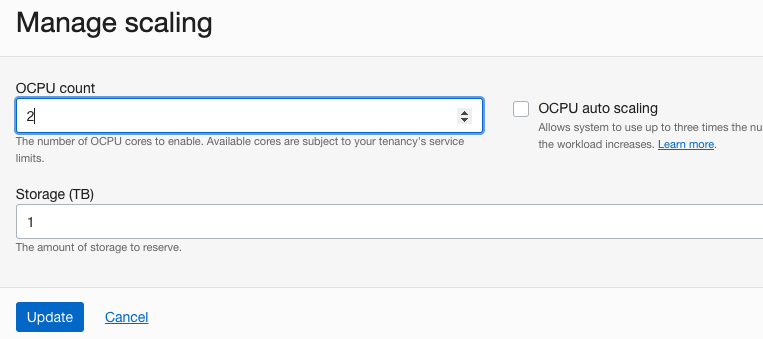 Manage scaling
OCPU count
2
The number of OCPU cores to enable. Available cores are subject to your tenancy's service
limits.
OCPU auto scaling
Allows system to use up to three times the
the workload increases. Learn more.
Storage (TB)
1
The amount of storage to reserve.
Update Cancel